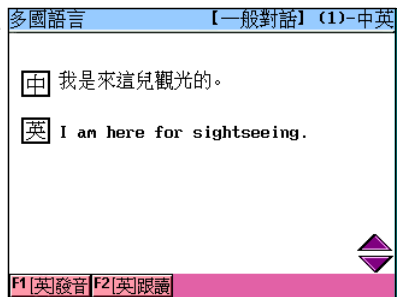 多國語言 【一般對話】 (1)-中英
中 我是來這兒觀光的。
英 I am here for sightseeing.
F1[英]發音 F2[英]跟讀